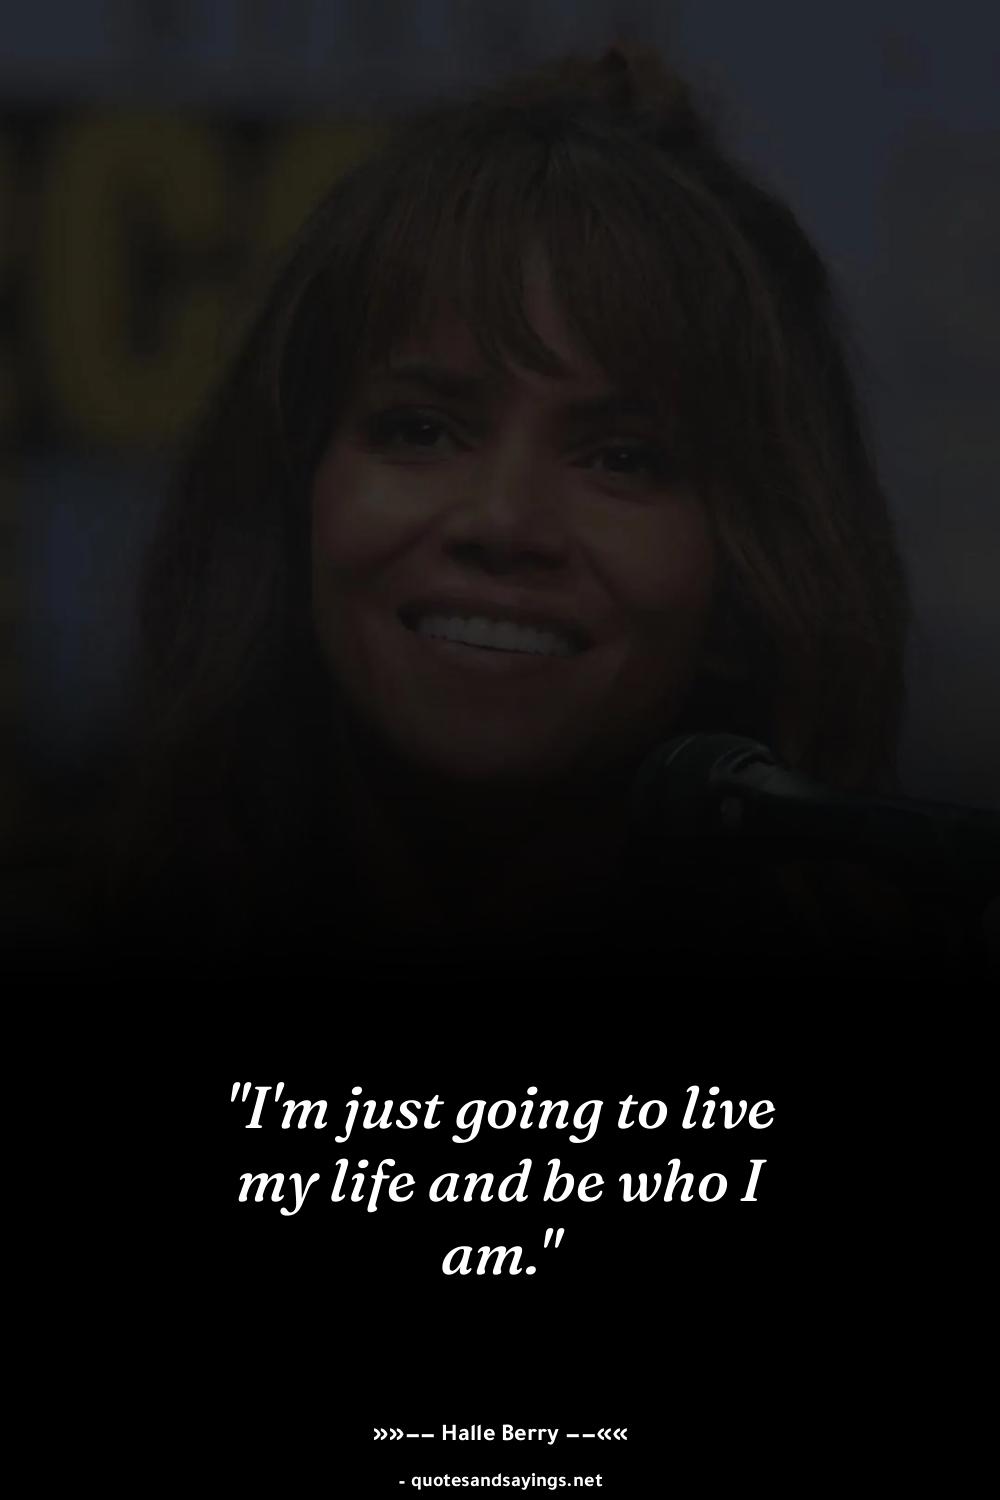 "I'm just going to live
my life and be who I
am."
»»–– Halle Berry ––««
- quotesandsayings.net